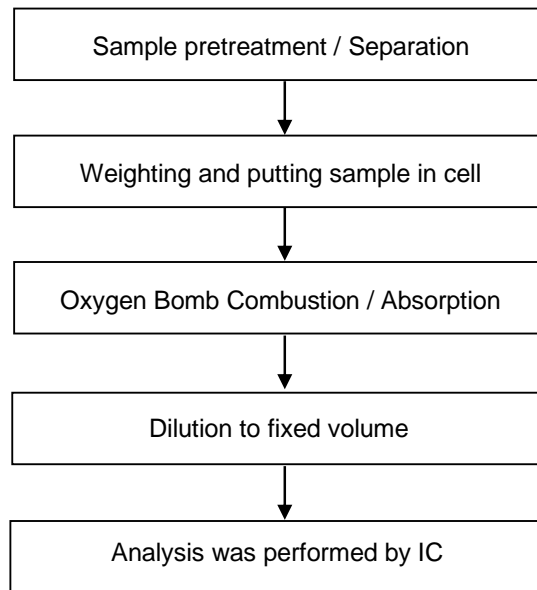 Sample pretreatment / Separation
Weighting and putting sample in cell
Oxygen Bomb Combustion / Absorption
Dilution to fixed volume
Analysis was performed by IC